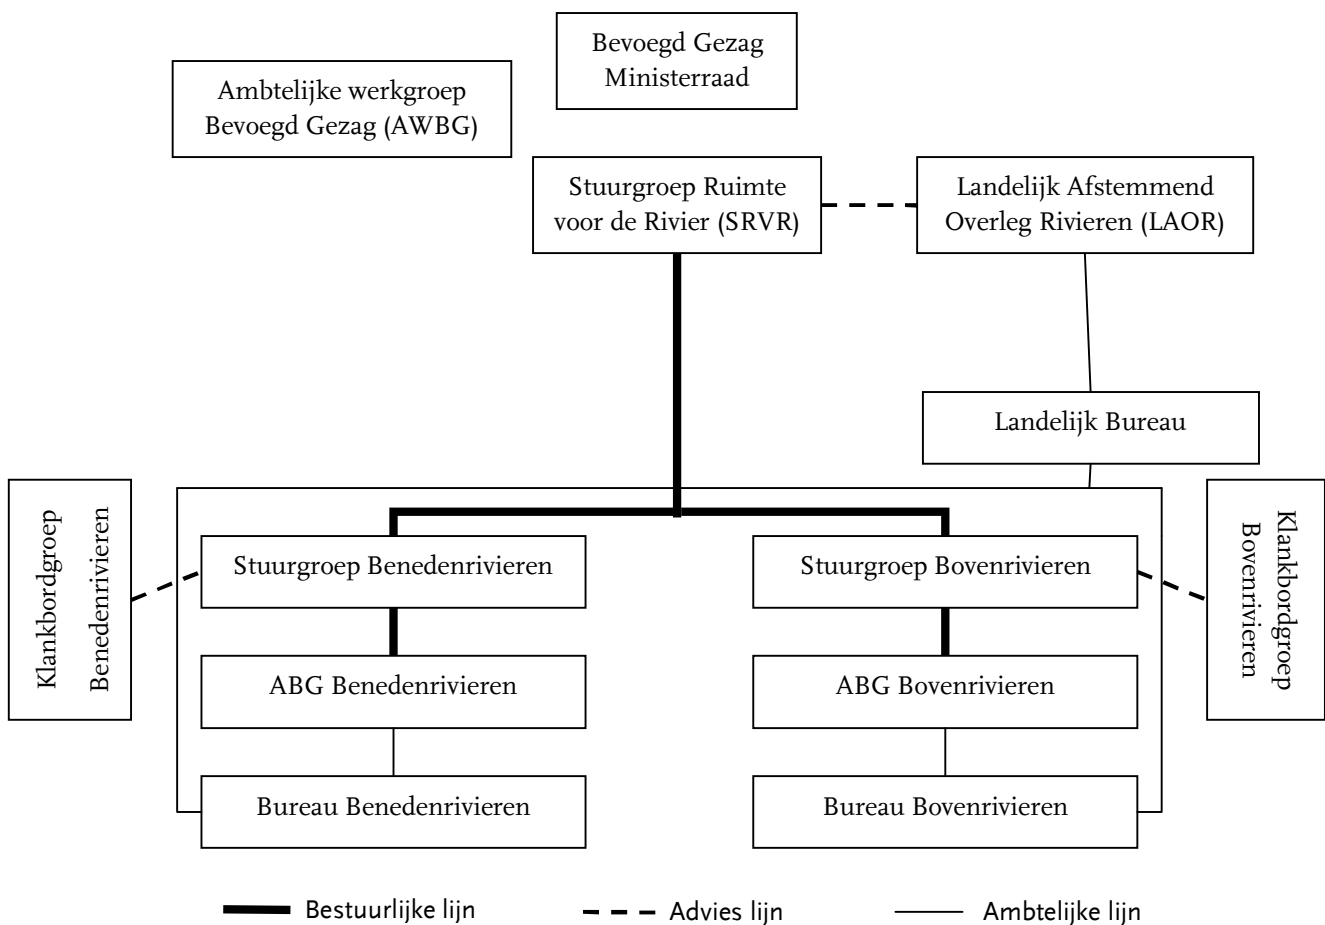 Bevoegd Gezag
Ministerraad
Ambtelijke werkgroep
Bevoegd Gezag (AWBG)
Stuurgroep Ruimte
voor de Rivier (SRVR)
Landelijk Afstemmend
Overleg Rivieren (LAOR)
Landelijk Bureau
Klankbordgroep
Benedenrivieren
Stuurgroep Benedenrivieren
Stuurgroep Bovenrivieren
Klankbordgroep
Bovenrivieren
ABG Benedenrivieren
ABG Bovenrivieren
Bureau Benedenrivieren
Bureau Bovenrivieren
Bestuurlijke lijn
Advies lijn
Ambtelijke lijn